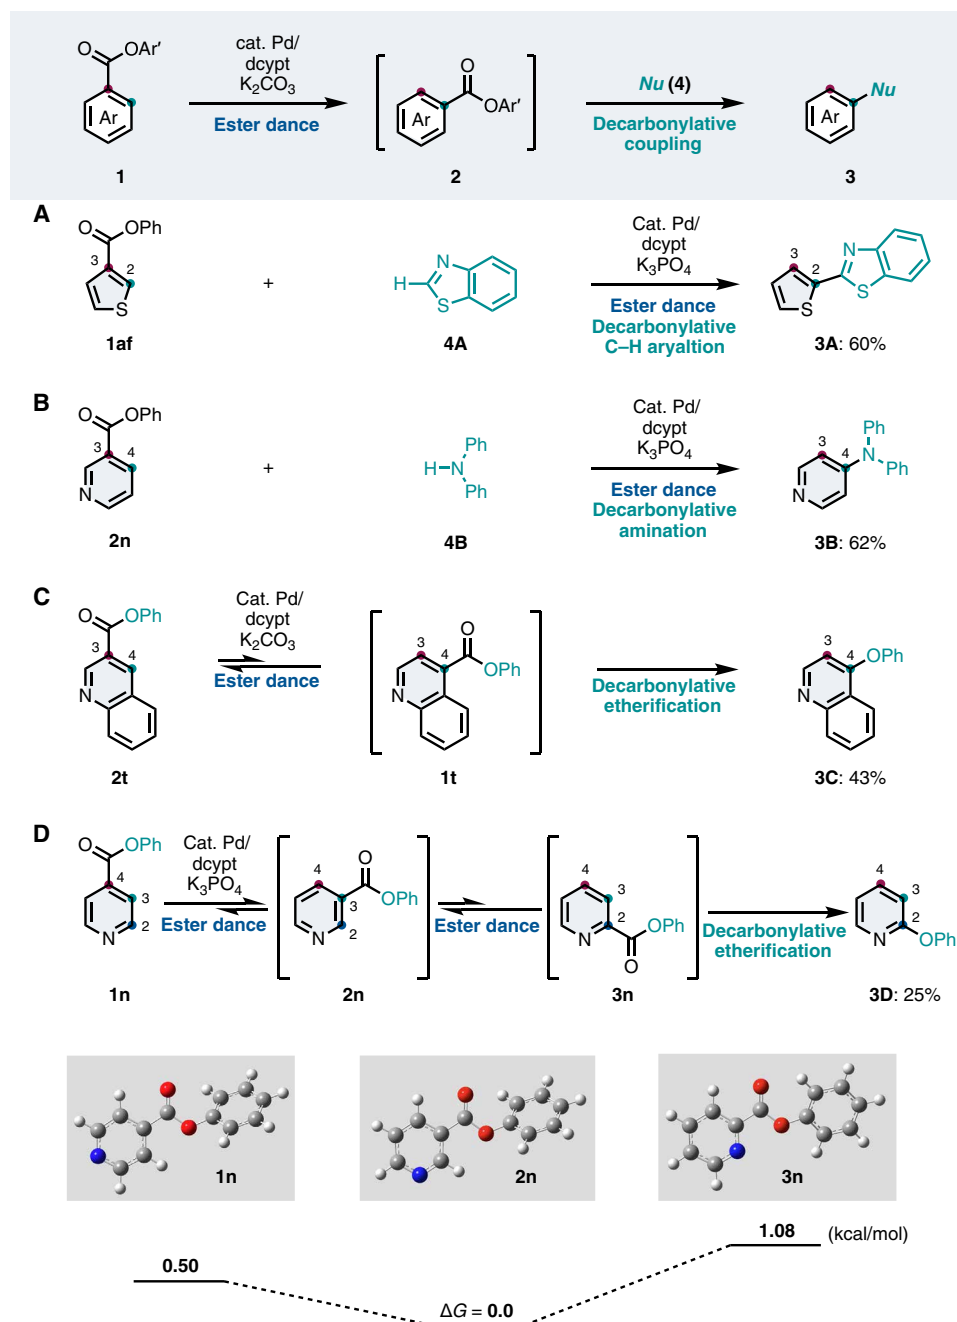 O
OAr′
Ar
1
cat. Pd/
dcypt
K2CO3
Ester dance
O
OAr′
Ar
2
Nu (4)
Decarbonylative
coupling
Nu
Ar
3
A
O
OPh
3
2
S
1af
+
H
N
S
4A
Cat. Pd/
dcypt
K3PO4
Ester dance
Decarbonylative
C–H aryaltion
3
2
S
N
S
3A: 60%
B
O
OPh
3
4
N
2n
+
H
N
Ph
Ph
4B
Cat. Pd/
dcypt
K3PO4
Ester dance
Decarbonylative
amination
3
4
N
N
Ph
Ph
3B: 62%
C
O
OPh
3
4
N
2t
Cat. Pd/
dcypt
K2CO3
Ester dance
O
OPh
3
4
N
1t
Decarbonylative
etherification
3
4
OPh
N
3C: 43%
D
O
OPh
4
3
2
N
1n
Cat. Pd/
dcypt
K3PO4
Ester dance
4
O
OPh
3
2
N
2n
Ester dance
4
3
2
N
OPh
O
3n
Decarbonylative
etherification
4
3
2
N
OPh
3D: 25%
1n
2n
3n
0.50
ΔG = 0.0
1.08 (kcal/mol)